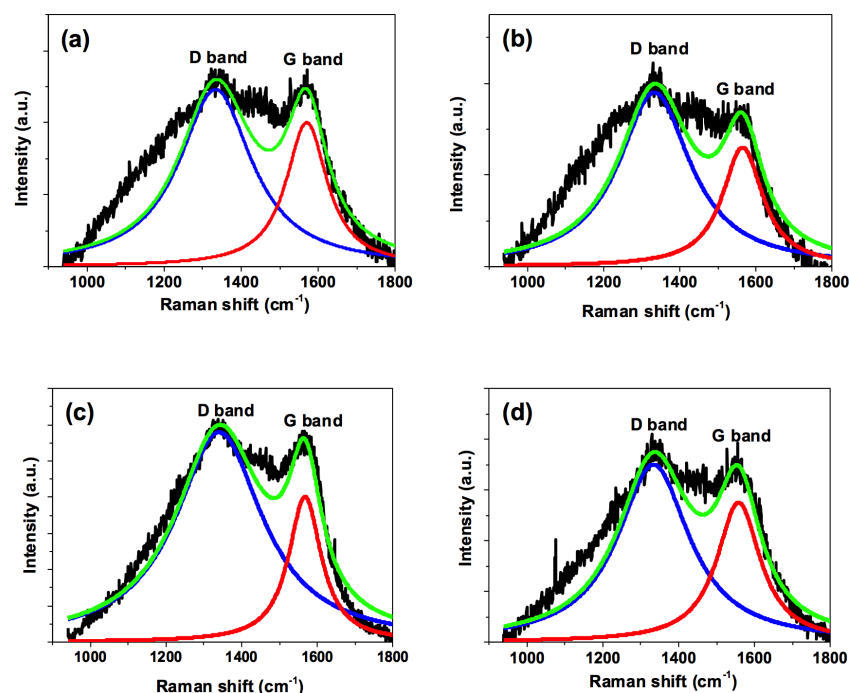 (a)
D band
G band
Intensity (a.u.)
1000 1200 1400 1600 1800
Raman shift (cm⁻¹)
(b)
D band
G band
Intensity (a.u.)
1000 1200 1400 1600 1800
Raman shift (cm⁻¹)
(c)
D band
G band
Intensity (a.u.)
1000 1200 1400 1600 1800
Raman shift (cm⁻¹)
(d)
D band
G band
Intensity (a.u.)
1000 1200 1400 1600 1800
Raman shift (cm⁻¹)